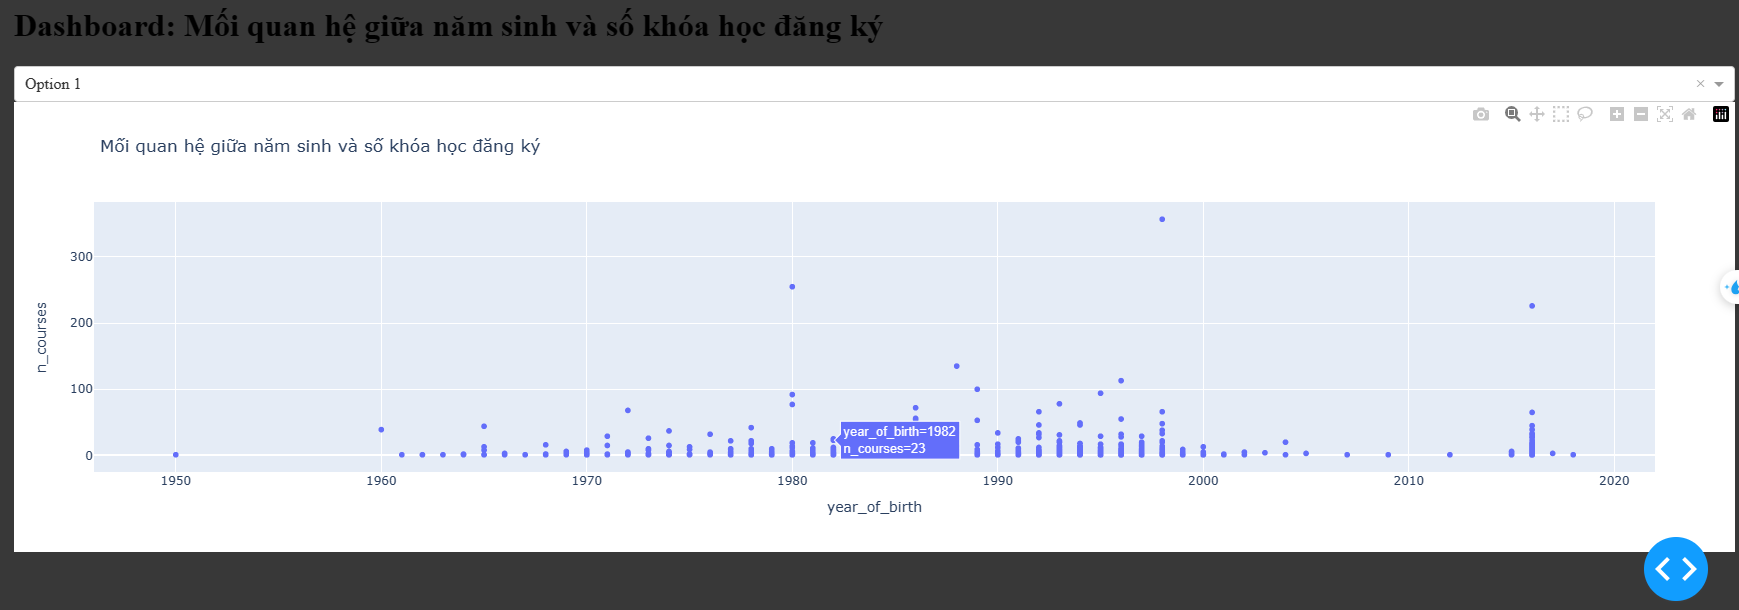 Dashboard: Mối quan hệ giữa năm sinh và số khóa học đăng ký
Option 1
Mối quan hệ giữa năm sinh và số khóa học đăng ký
300
200
100
0
n_courses
year_of_birth=1982
n_courses=23
1950 1960 1970 1980 1990 2000 2010 2020
year_of_birth